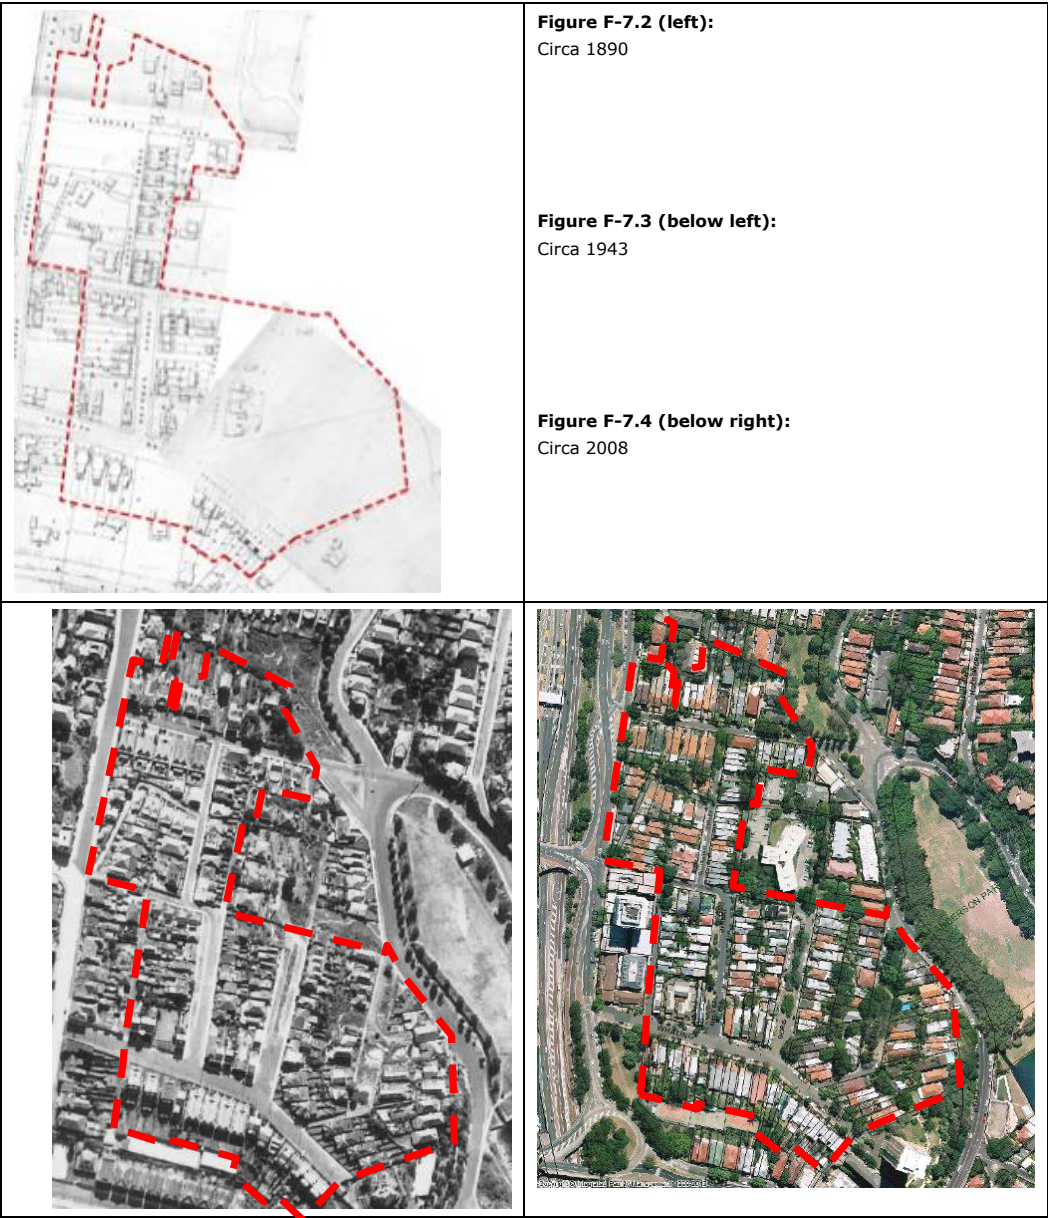 Figure F-7.2 (left):
Circa 1890
Figure F-7.3 (below left):
Circa 1943
Figure F-7.4 (below right):
Circa 2008